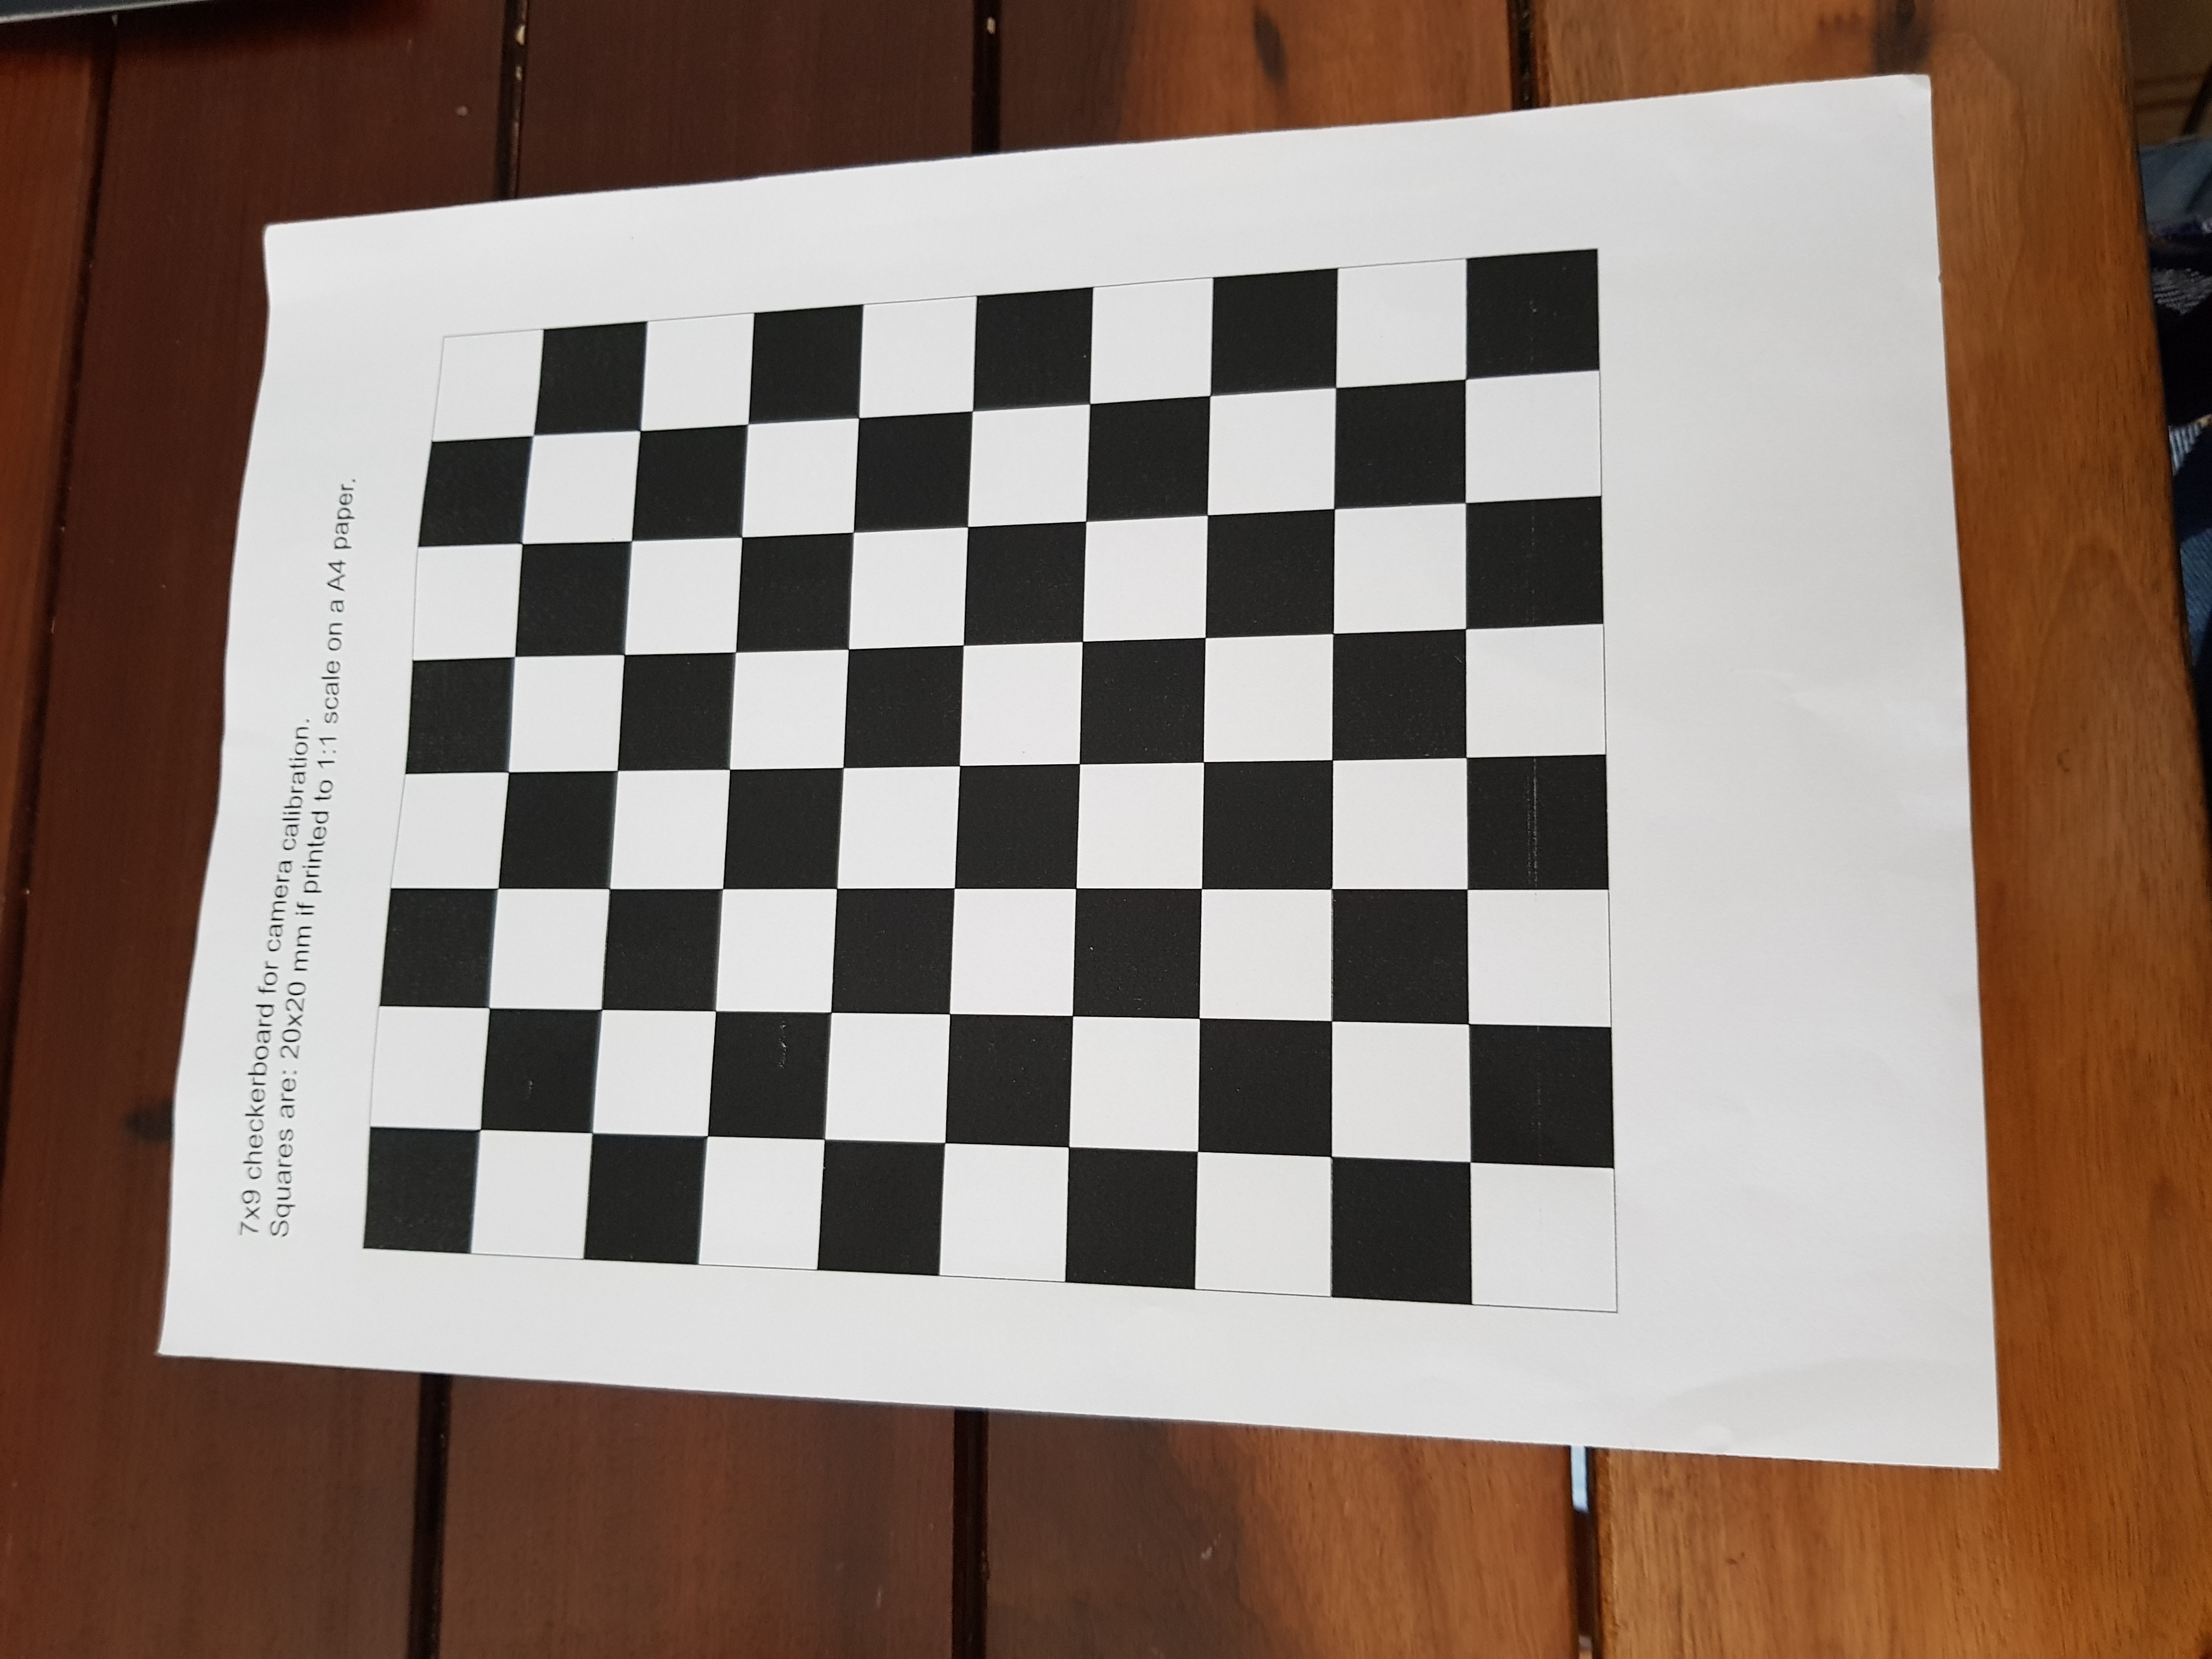 7x9 checkerboard for camera calibration.
Squares are: 20x20 mm if printed to 1:1 scale on a A4 paper.